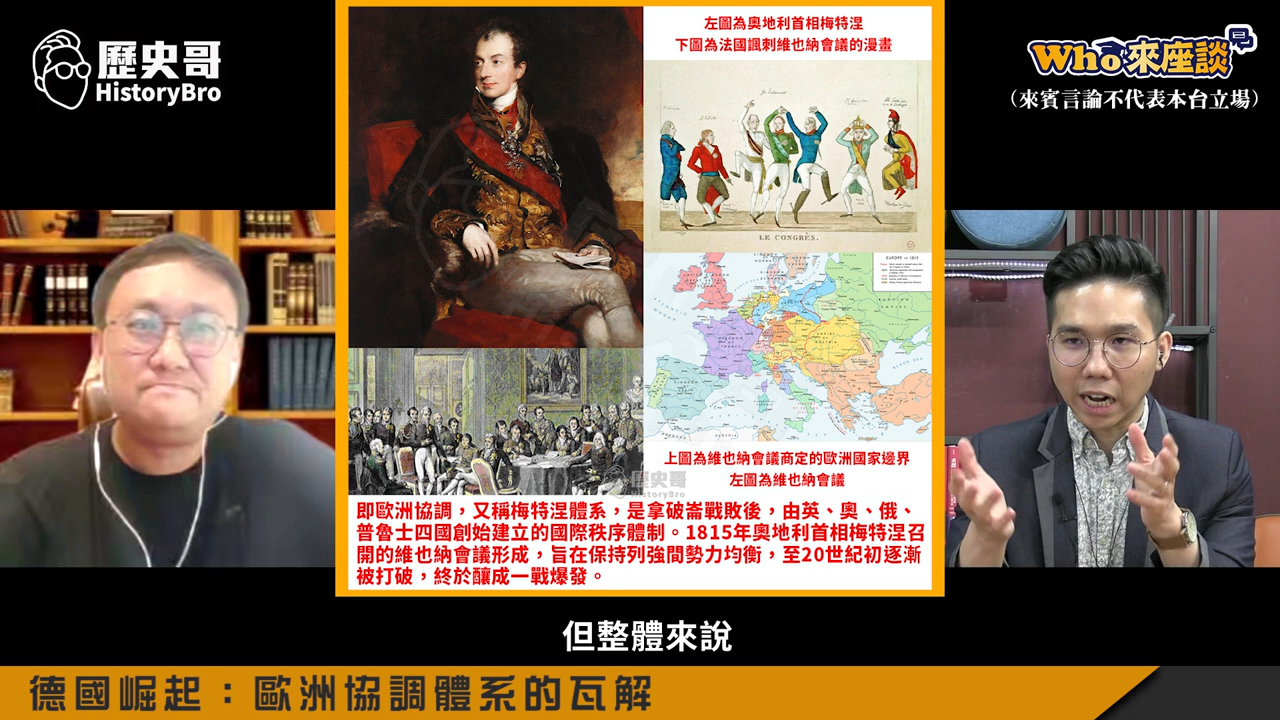 歷史哥
HistoryBro
左圖為奧地利首相梅特涅
下圖為法國諷刺維也納會議的漫畫
Who來座談
（來賓言論不代表本台立場）
LE CONGRÈS.
EUROPE in 1815
上圖為維也納會議商定的歐洲國家邊界
左圖為維也納會議
歷史哥
HistoryBro
即歐洲協調，又稱梅特涅體系，是拿破崙戰敗後，由英、奧、俄、
普魯士四國創始建立的國際秩序體制。1815年奧地利首相梅特涅召
開的維也納會議形成，旨在保持列強間勢力均衡，至20世紀初逐漸
被打破，終於釀成一戰爆發。
但整體來說
德國崛起：歐洲協調體系的瓦解